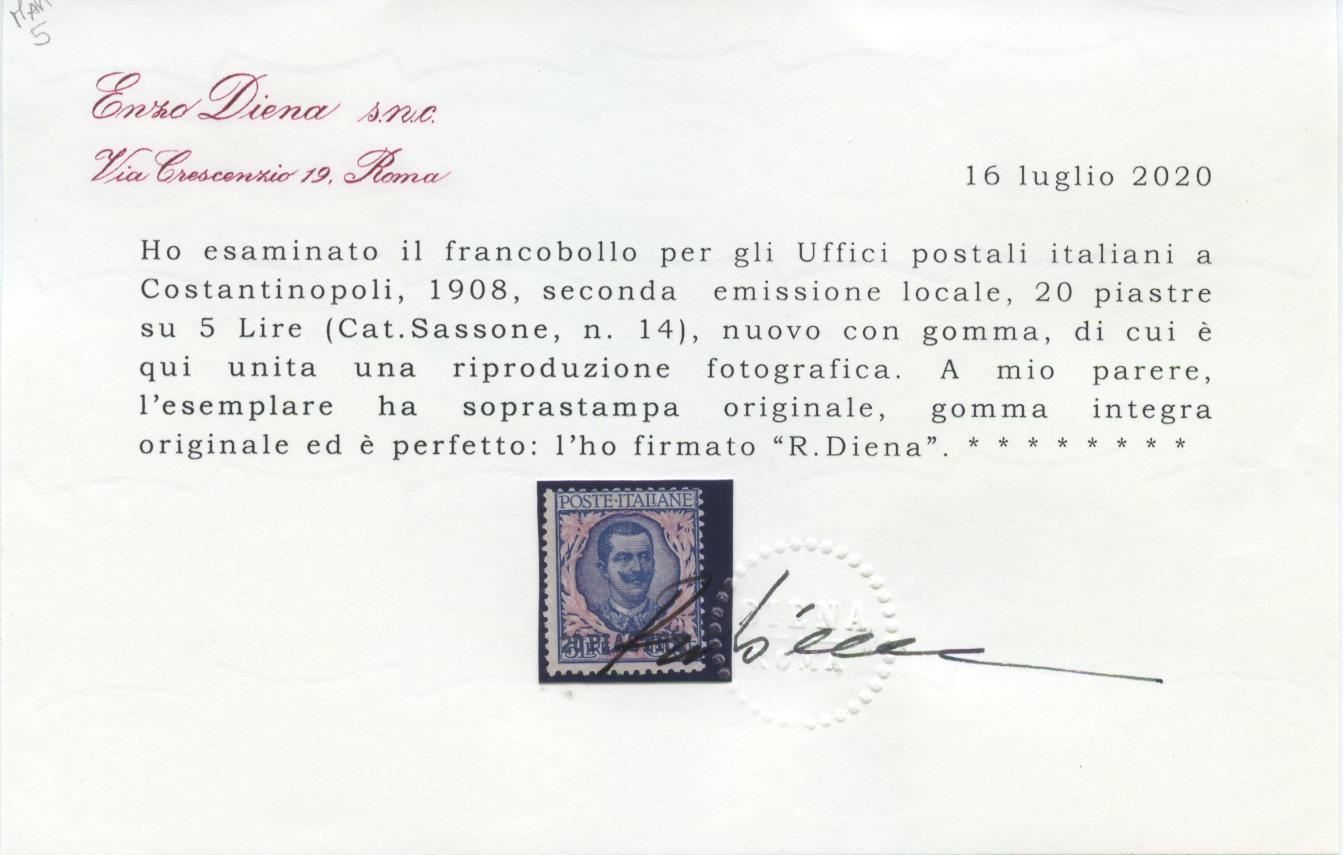 5
Enzo Diena s.n.c.
Via Crescenzio 19, Roma
16 luglio 2020
Ho esaminato il francobollo per gli Uffici postali italiani a
Costantinopoli, 1908, seconda emissione locale, 20 piastre
su 5 Lire (Cat.Sassone, n. 14), nuovo con gomma, di cui è
qui unita una riproduzione fotografica. A mio parere,
l'esemplare ha soprastampa originale, gomma integra
originale ed è perfetto: l'ho firmato “R.Diena”. * * * * * * * *
POSTE·ITALIANE
DIENA
ROMA